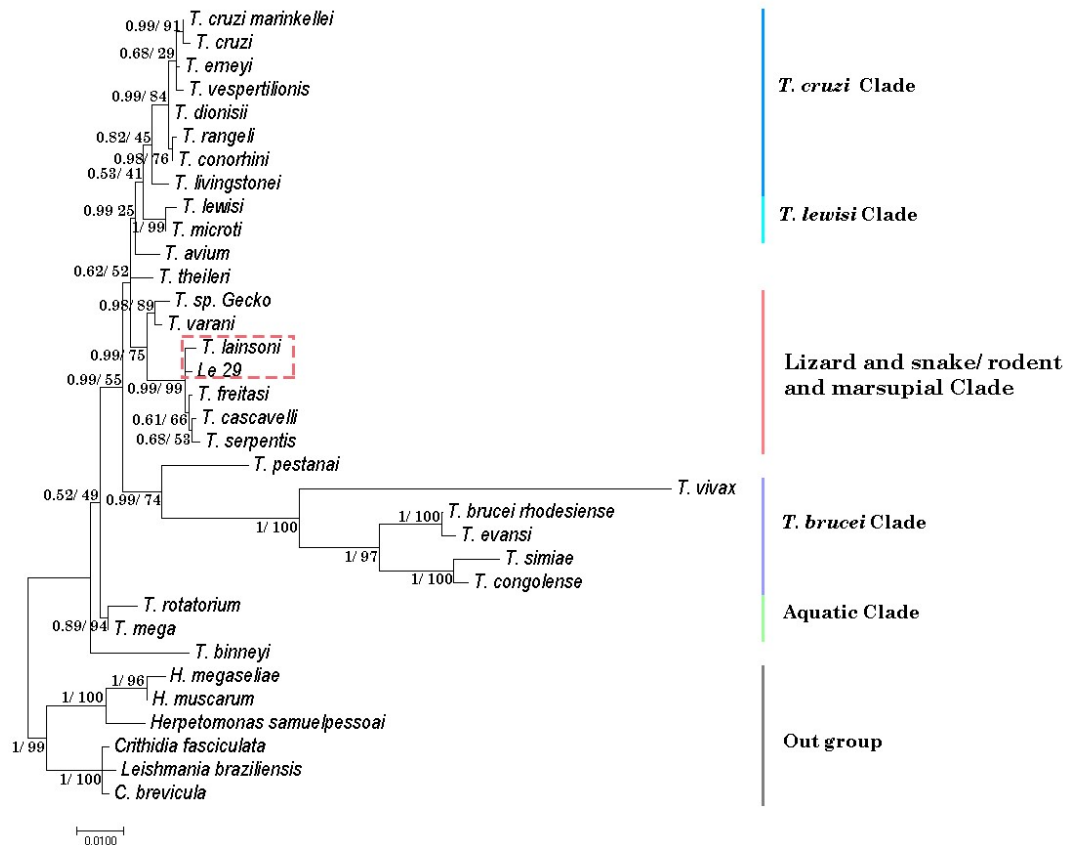 0.99/ 91
T. cruzi marinkellei
T. cruzi
0.68/ 29
T. erneyi
T. vespertilionis
T. cruzi Clade
0.99/ 84
T. dionisii
0.82/ 45
T. rangeli
0.98/ 76
T. conorhini
0.53/ 41
T. livingstonei
T. lewisi
0.99 25
T. lewisi Clade
1/ 99
T. microti
T. avium
0.62/ 52
T. theileri
0.98/ 89
T. sp. Gecko
T. varani
T. lainsoni
0.99/ 75
Lizard and snake/ rodent
and marsupial Clade
Le 29
0.99/ 55
0.99/ 99
T. freitasi
0.61/ 66
T. cascavelli
0.68/ 53
T. serpentis
T. pestanai
T. vivax
0.52/ 49
0.99/ 74
1/ 100
T. brucei rhodesiense
1/ 100
T. brucei Clade
T. evansi
1/ 97
T. simiae
1/ 100
T. congolense
T. rotatorium
Aquatic Clade
0.89/ 94
T. mega
T. binneyi
H. megaseliae
1/ 96
1/ 100
H. muscarum
Herpetomonas samuelpessoai
1/ 99
Crithidia fasciculata
Out group
Leishmania braziliensis
1/ 100
C. brevicula
0.0100